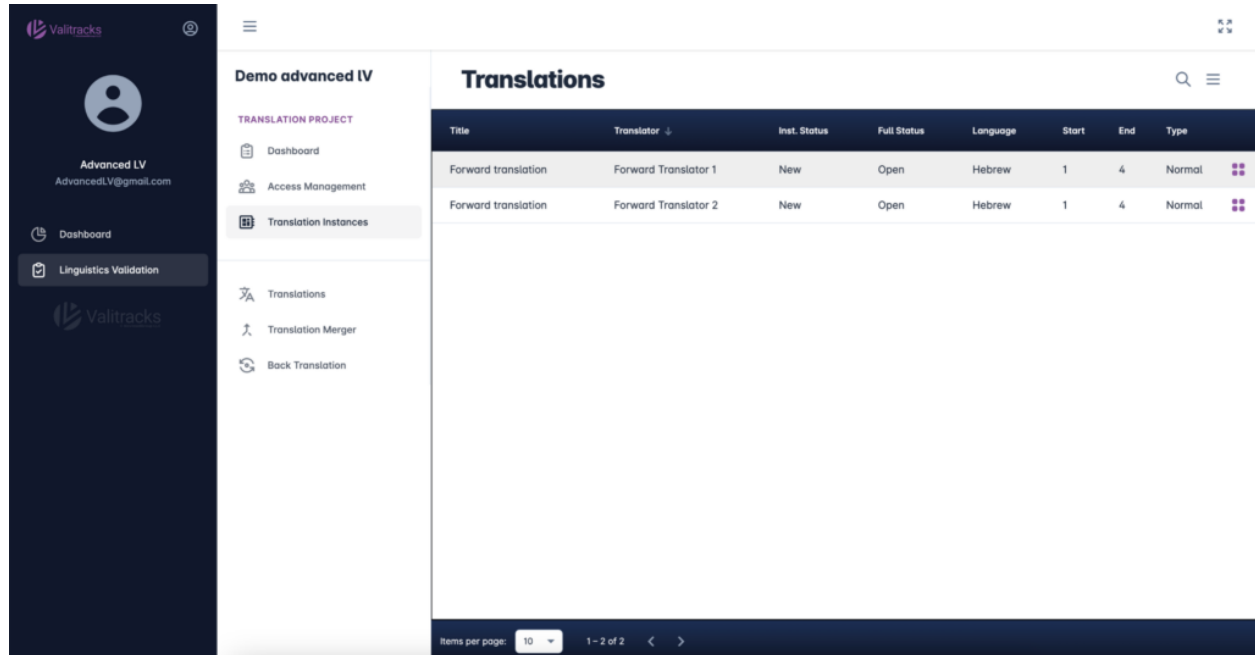 Valitracks
Advanced LV
AdvancedLV@gmail.com
Dashboard
Linguistics Validation
Valitracks
Demo advanced lV
TRANSLATION PROJECT
Dashboard
Access Management
Translation Instances
Translations
Translation Merger
Back Translation
Translations
Title Translator ↓ Inst. Status Full Status Language Start End Type
Forward translation Forward Translator 1 New Open Hebrew 1 4 Normal
Forward translation Forward Translator 2 New Open Hebrew 1 4 Normal
Items per page: 10 1 – 2 of 2